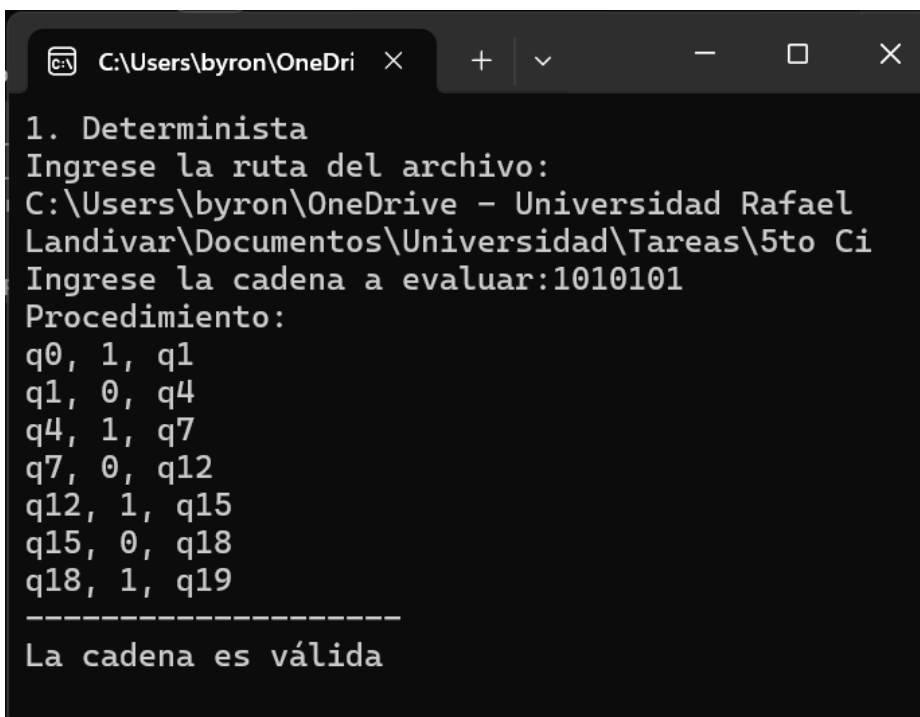 C:\Users\byron\OneDri
1. Determinista
Ingrese la ruta del archivo:
C:\Users\byron\OneDrive - Universidad Rafael
Landivar\Documentos\Universidad\Tareas\5to Ci
Ingrese la cadena a evaluar:1010101
Procedimiento:
q0, 1, q1
q1, 0, q4
q4, 1, q7
q7, 0, q12
q12, 1, q15
q15, 0, q18
q18, 1, q19
--------------------
La cadena es válida